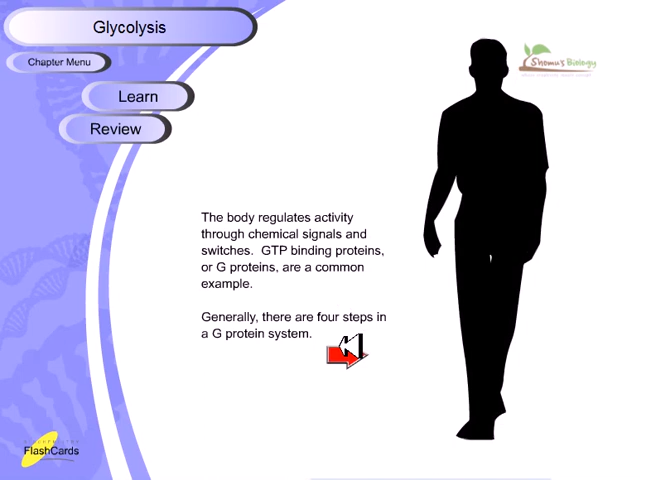 Glycolysis
Chapter Menu
Learn
Review
Shomu's Biology
The body regulates activity
through chemical signals and
switches.  GTP binding proteins,
or G proteins, are a common
example.
Generally, there are four steps in
a G protein system.
FlashCards